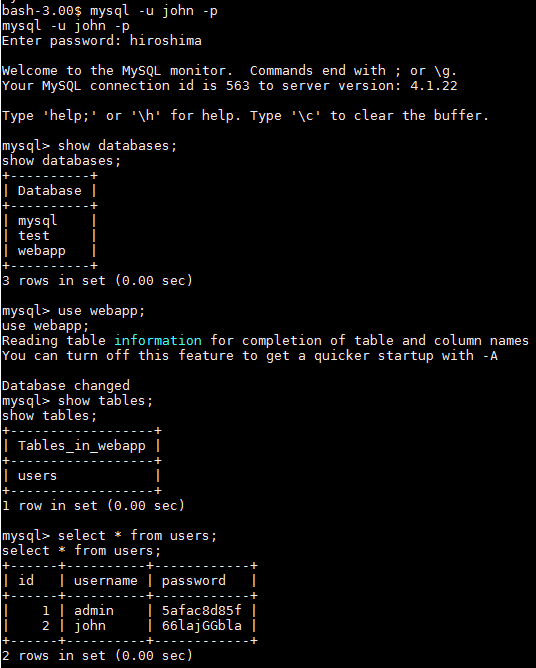 bash-3.00$ mysql -u john -p
mysql -u john -p
Enter password: hiroshima

Welcome to the MySQL monitor.  Commands end with ; or \g.
Your MySQL connection id is 563 to server version: 4.1.22

Type 'help;' or '\h' for help. Type '\c' to clear the buffer.

mysql> show databases;
show databases;
+----------+
| Database |
+----------+
| mysql    |
| test     |
| webapp   |
+----------+
3 rows in set (0.00 sec)

mysql> use webapp;
use webapp;
Reading table information for completion of table and column names
You can turn off this feature to get a quicker startup with -A

Database changed
mysql> show tables;
show tables;
+------------------+
| Tables_in_webapp |
+------------------+
| users            |
+------------------+
1 row in set (0.00 sec)

mysql> select * from users;
select * from users;
+------+----------+------------+
| id   | username | password   |
+------+----------+------------+
|    1 | admin    | 5afac8d85f |
|    2 | john     | 66lajGGbla |
+------+----------+------------+
2 rows in set (0.00 sec)